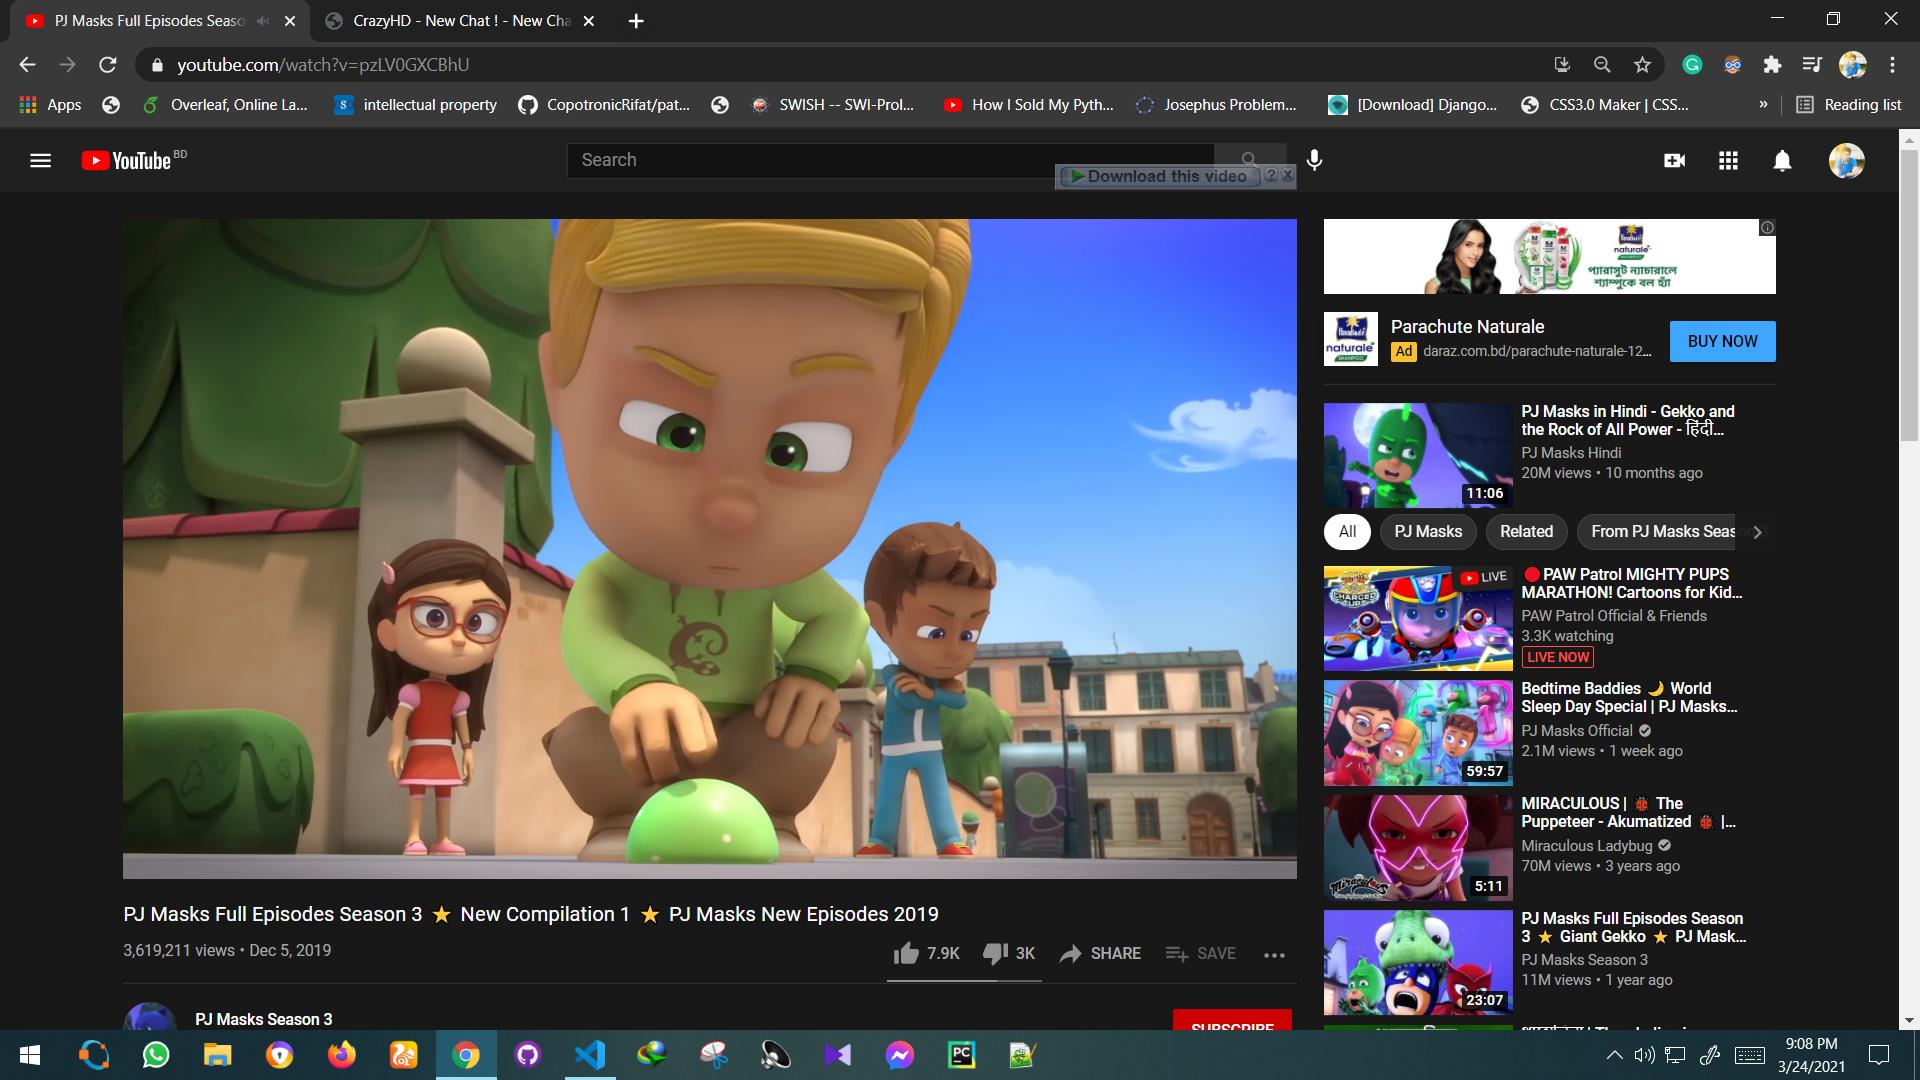 PJ Masks Full Episodes Seaso
CrazyHD - New Chat ! - New Cha
youtube.com/watch?v=pzLV0GXCBhU
Apps
Overleaf, Online La...
intellectual property
CopotronicRifat/pat...
SWISH -- SWI-Prol...
How I Sold My Pyth...
Josephus Problem...
[Download] Django...
CSS3.0 Maker | CSS...
»
Reading list
YouTube BD
Search
Download this video
naturale
প্যারাসুট ন্যাচারালে
শ্যাম্পুকে বল হ্যাঁ
naturale
SHAMPOO
Parachute Naturale
Ad daraz.com.bd/parachute-naturale-12...
BUY NOW
PJ Masks in Hindi - Gekko and
the Rock of All Power - हिंदी...
PJ Masks Hindi
20M views • 10 months ago
11:06
All
PJ Masks
Related
From PJ Masks Seas
LIVE
CHARGED UP
PAW Patrol MIGHTY PUPS
MARATHON! Cartoons for Kid...
PAW Patrol Official & Friends
3.3K watching
LIVE NOW
Bedtime Baddies 🌙 World
Sleep Day Special | PJ Masks...
PJ Masks Official
2.1M views • 1 week ago
59:57
MIRACULOUS | 🐞 The
Puppeteer - Akumatized 🐞 |...
Miraculous Ladybug
70M views • 3 years ago
Miraculous
5:11
PJ Masks Full Episodes Season
3 ⭐ Giant Gekko ⭐ PJ Mask...
PJ Masks Season 3
11M views • 1 year ago
23:07
PJ Masks Full Episodes Season 3 ⭐ New Compilation 1 ⭐ PJ Masks New Episodes 2019
3,619,211 views • Dec 5, 2019
7.9K
3K
SHARE
SAVE
PJ Masks Season 3
SUBSCRIBE
PC
9:08 PM
3/24/2021